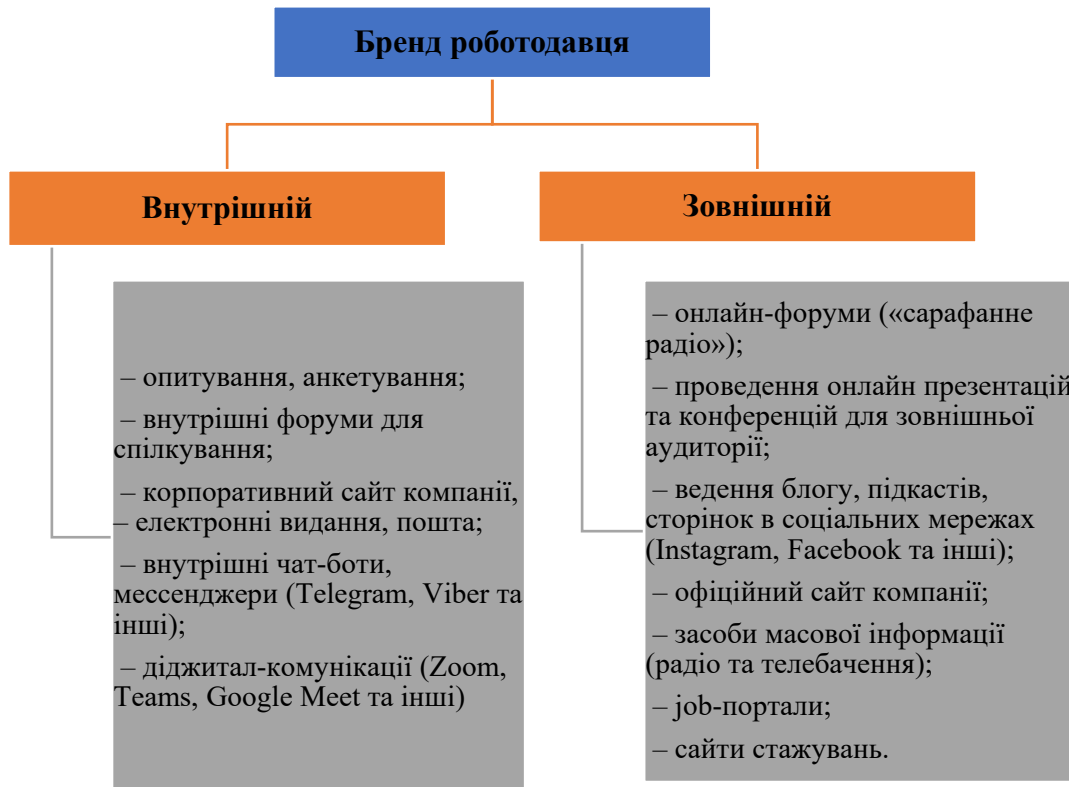 Бренд роботодавця
Внутрішній
– опитування, анкетування;
– внутрішні форуми для
спілкування;
– корпоративний сайт компанії,
– електронні видання, пошта;
– внутрішні чат-боти,
мессенджери (Telegram, Viber та
інші);
– діджитал-комунікації (Zoom,
Teams, Google Meet та інші)
Зовнішній
– онлайн-форуми («сарафанне
радіо»);
– проведення онлайн презентацій
та конференцій для зовнішньої
аудиторії;
– ведення блогу, підкастів,
сторінок в соціальних мережах
(Instagram, Facebook та інші);
– офіційний сайт компанії;
– засоби масової інформації
(радіо та телебачення);
– job-портали;
– сайти стажувань.